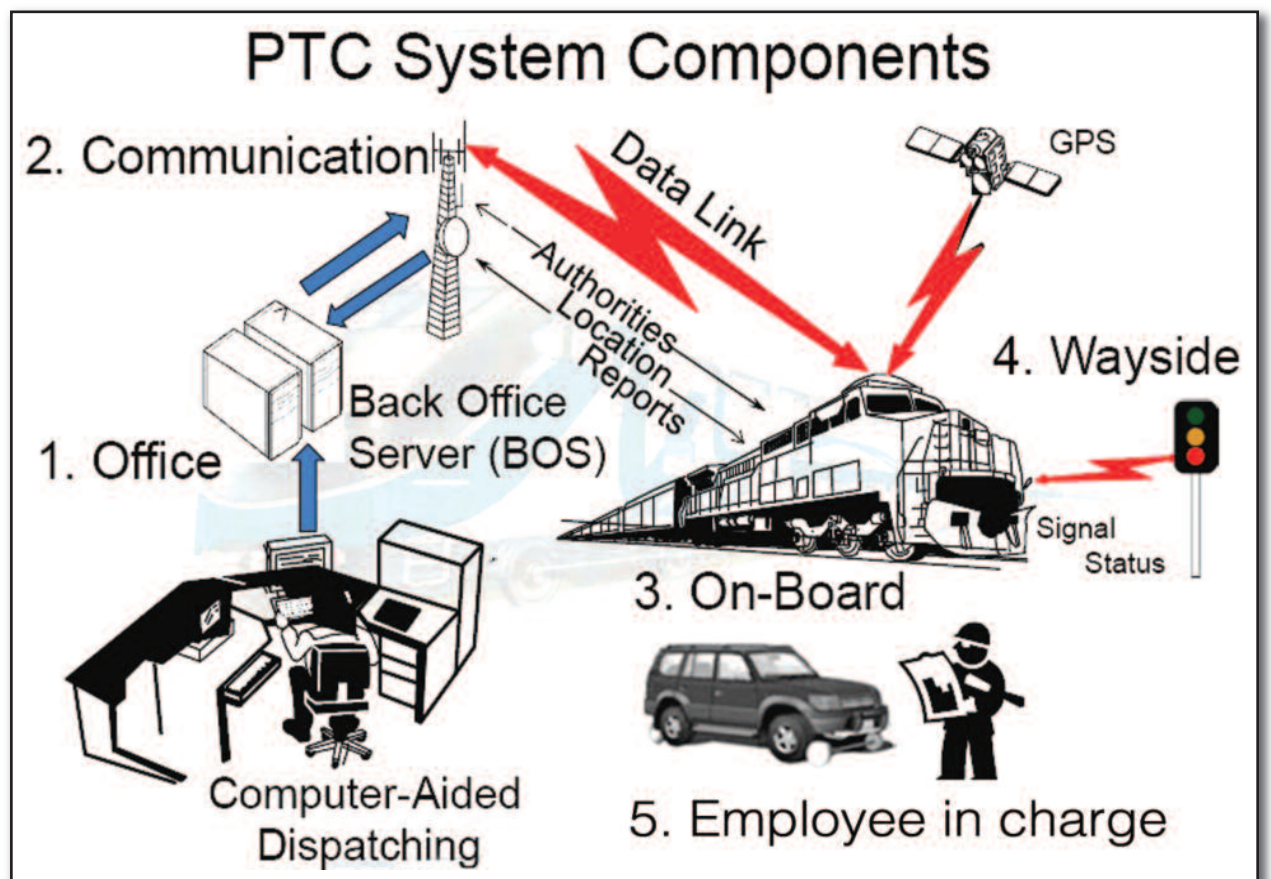 PTC System Components
2. Communication
Data Link
GPS
Authorities
Location
Reports
4. Wayside
Back Office
Server (BOS)
1. Office
Signal
Status
3. On-Board
Computer-Aided
Dispatching
5. Employee in charge